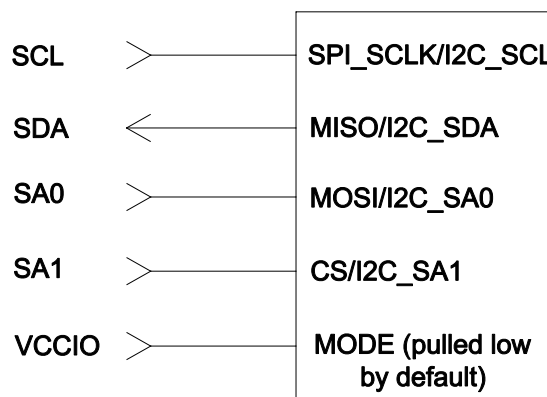 SCL SPI_SCLK/I2C_SCL
SDA MISO/I2C_SDA
SA0 MOSI/I2C_SA0
SA1 CS/I2C_SA1
VCCIO MODE (pulled low
by default)